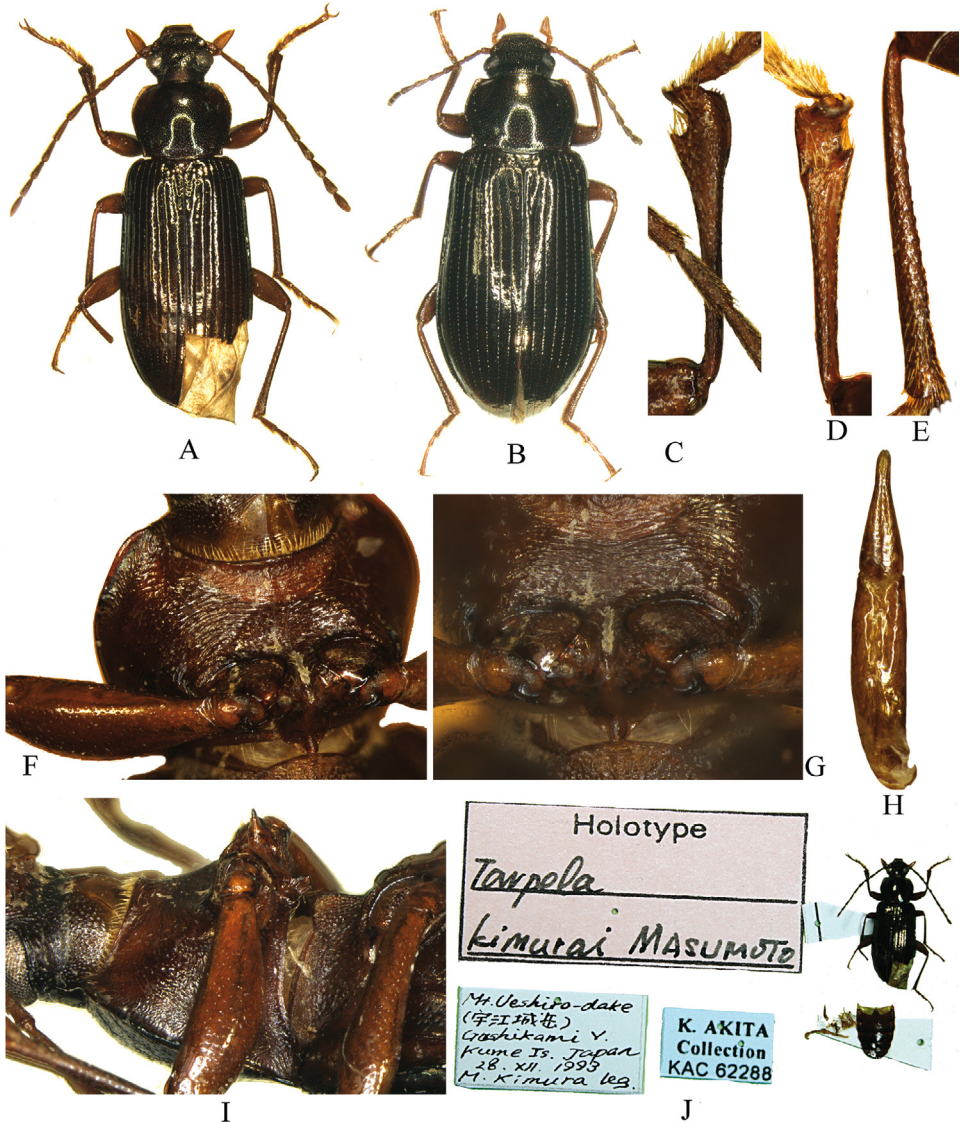 A
B
C
D
E
F
G
H
I
Holotype
Tarpela
kimurai MASUMOTO
Mt. Ueshiro-dake
(宇江城岳)
Y.
Kume Is. Japan
28. XII. 1993
M. Kimura leg.
K. AKITA
Collection
KAC 62288
J